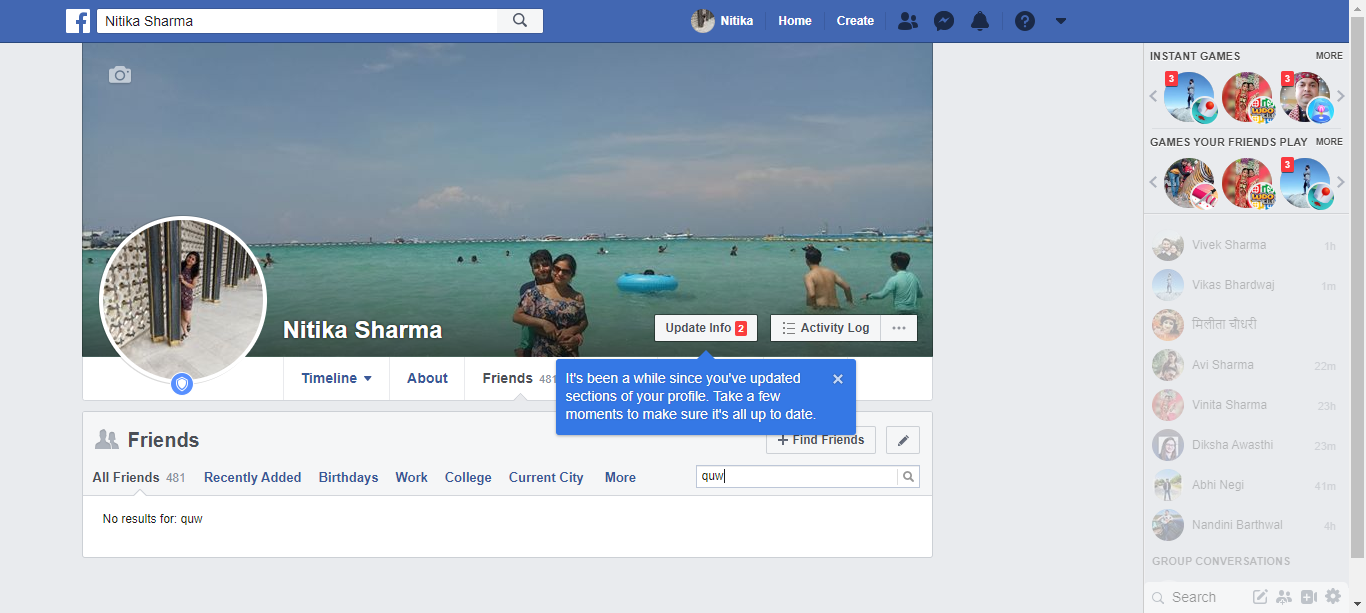 f
Nitika Sharma
Nitika
Home
Create
?
INSTANT GAMES
MORE
3
3
GAMES YOUR FRIENDS PLAY
MORE
LUDO
LUDO
3
Nitika Sharma
Update Info 2
Activity Log
Timeline
About
Friends 481
It's been a while since you've updated
sections of your profile. Take a few
moments to make sure it's all up to date.
Friends
+ Find Friends
All Friends 481
Recently Added
Birthdays
Work
College
Current City
More
quw
No results for: quw
Vivek Sharma 1h
Vikas Bhardwaj 1m
मिलीता चौधरी
Avi Sharma 22m
Vinita Sharma 23h
Diksha Awasthi 23m
Abhi Negi 41m
Nandini Barthwal 4h
GROUP CONVERSATIONS
Search